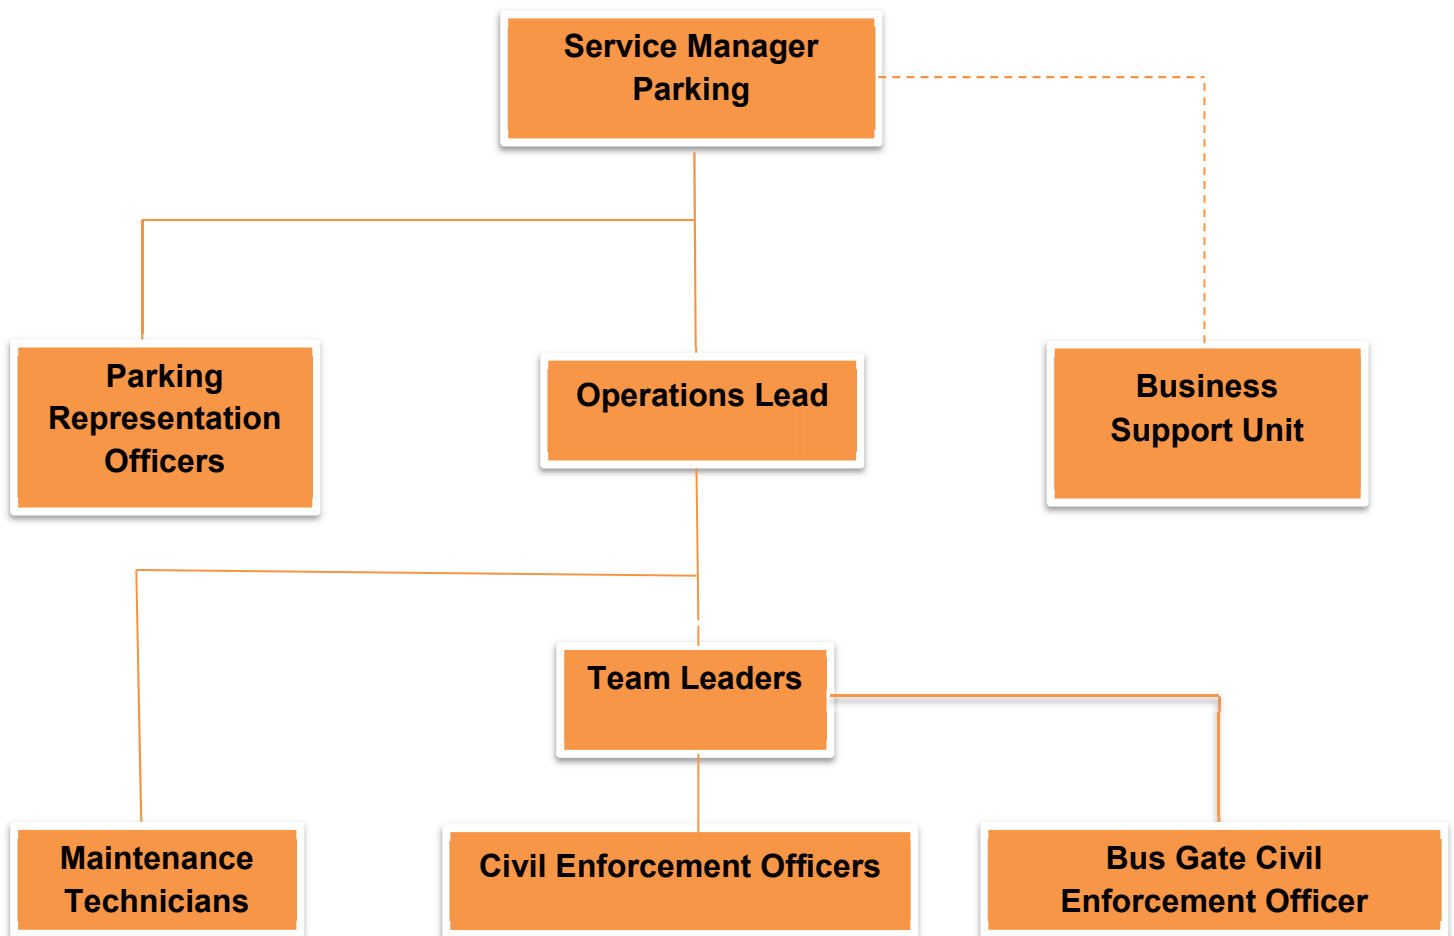 Service Manager
Parking
Parking
Representation
Officers
Operations Lead
Business
Support Unit
Team Leaders
Maintenance
Technicians
Civil Enforcement Officers
Bus Gate Civil
Enforcement Officer